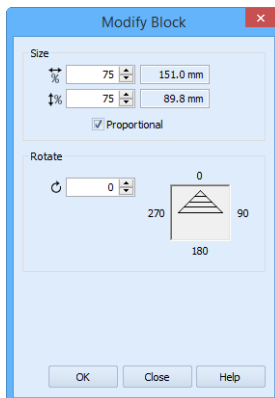 Modify Block
Size
% 75 151.0 mm
% 75 89.8 mm
Proportional
Rotate
0
0
270 90
180
OK Close Help